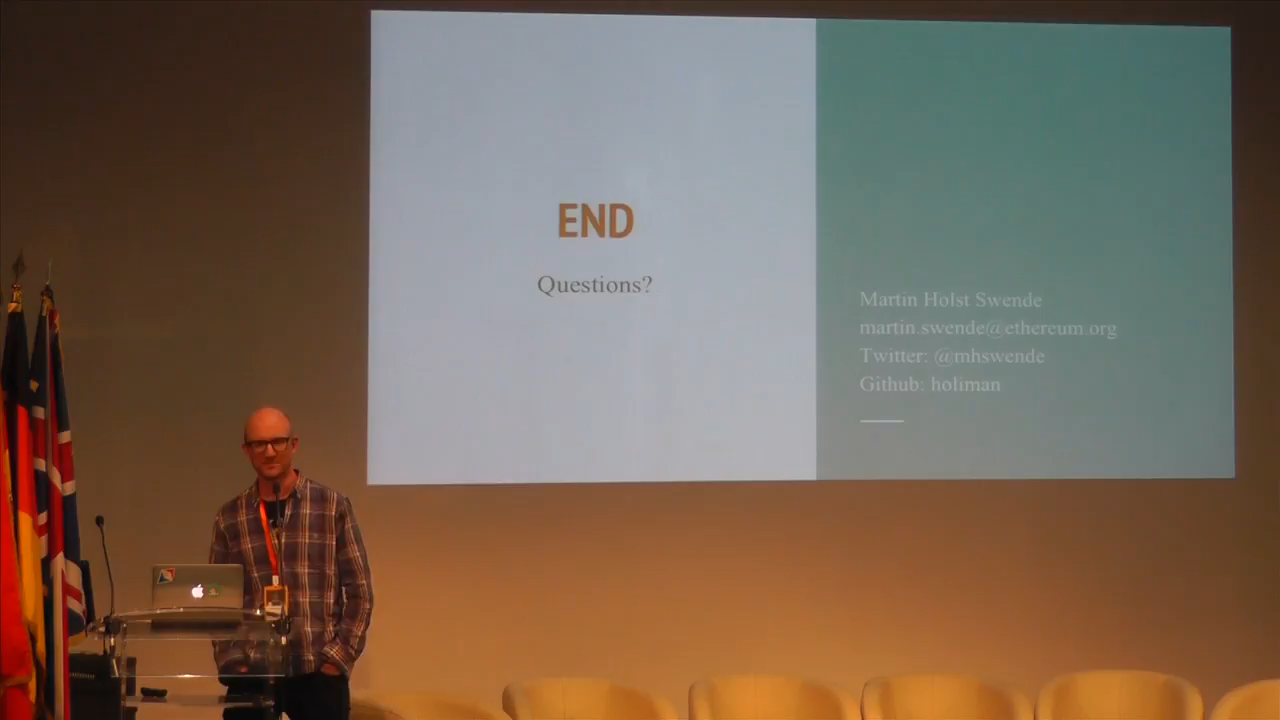 END
Questions?
Martin Holst Swende
martin.swende@ethereum.org
Twitter: @mhswende
Github: holiman